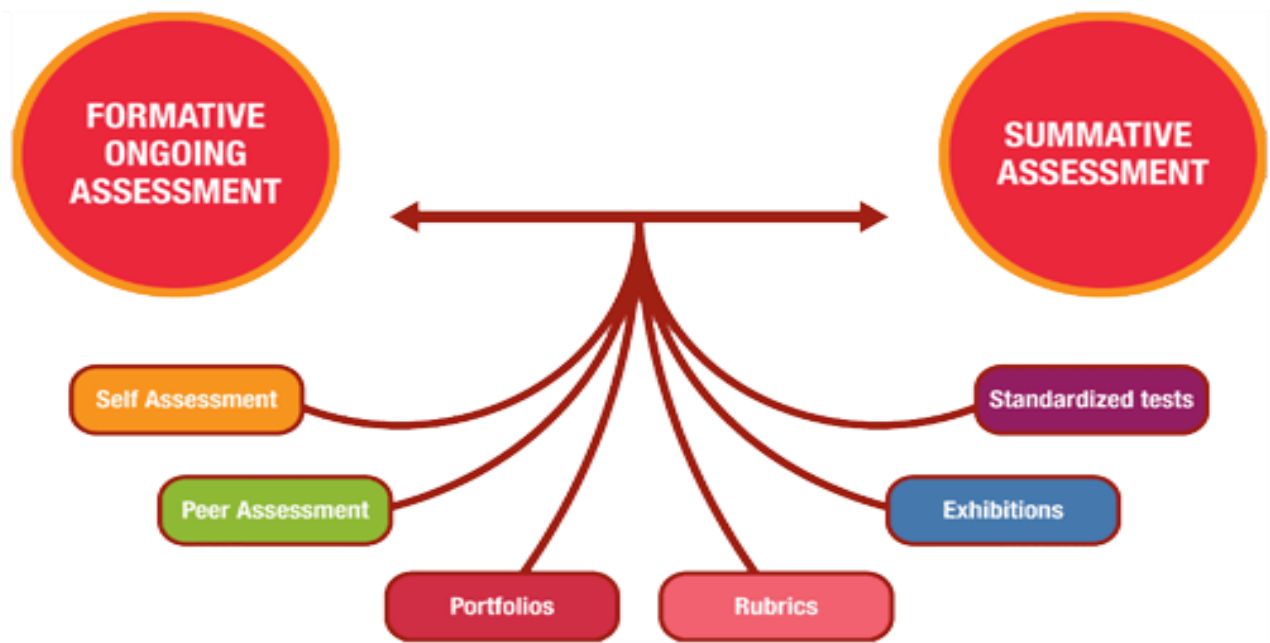 FORMATIVE
ONGOING
ASSESSMENT
SUMMATIVE
ASSESSMENT
Self Assessment
Standardized tests
Peer Assessment
Exhibitions
Portfolios
Rubrics